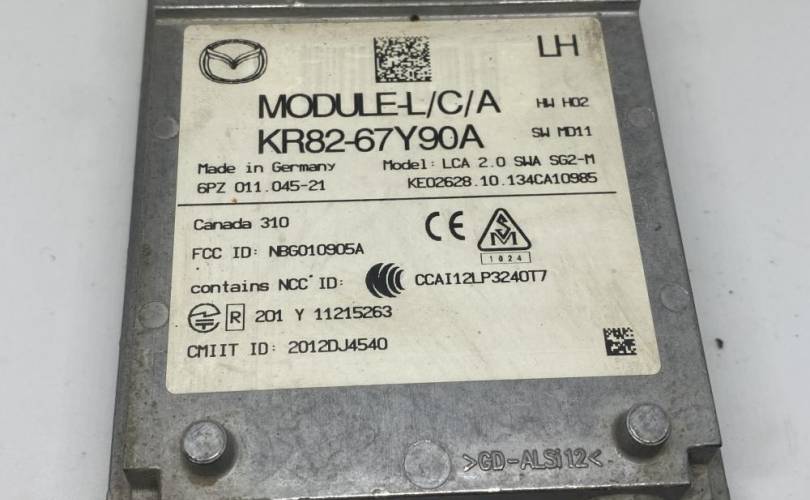 LH
MODULE-L/C/A
HW H02
KR82-67Y90A
SW MD11
Made in Germany
Model: LCA 2.0 SWA SG2-M
6PZ 011.045-21
KE02628.10.134CA10985
Canada 310
CE
S
M
1024
FCC ID: NBG010905A
contains NCC ID:
CCAI12LP3240T7
R 201 Y 11215263
CMIIT ID: 2012DJ4540
>GD-ALSi12<